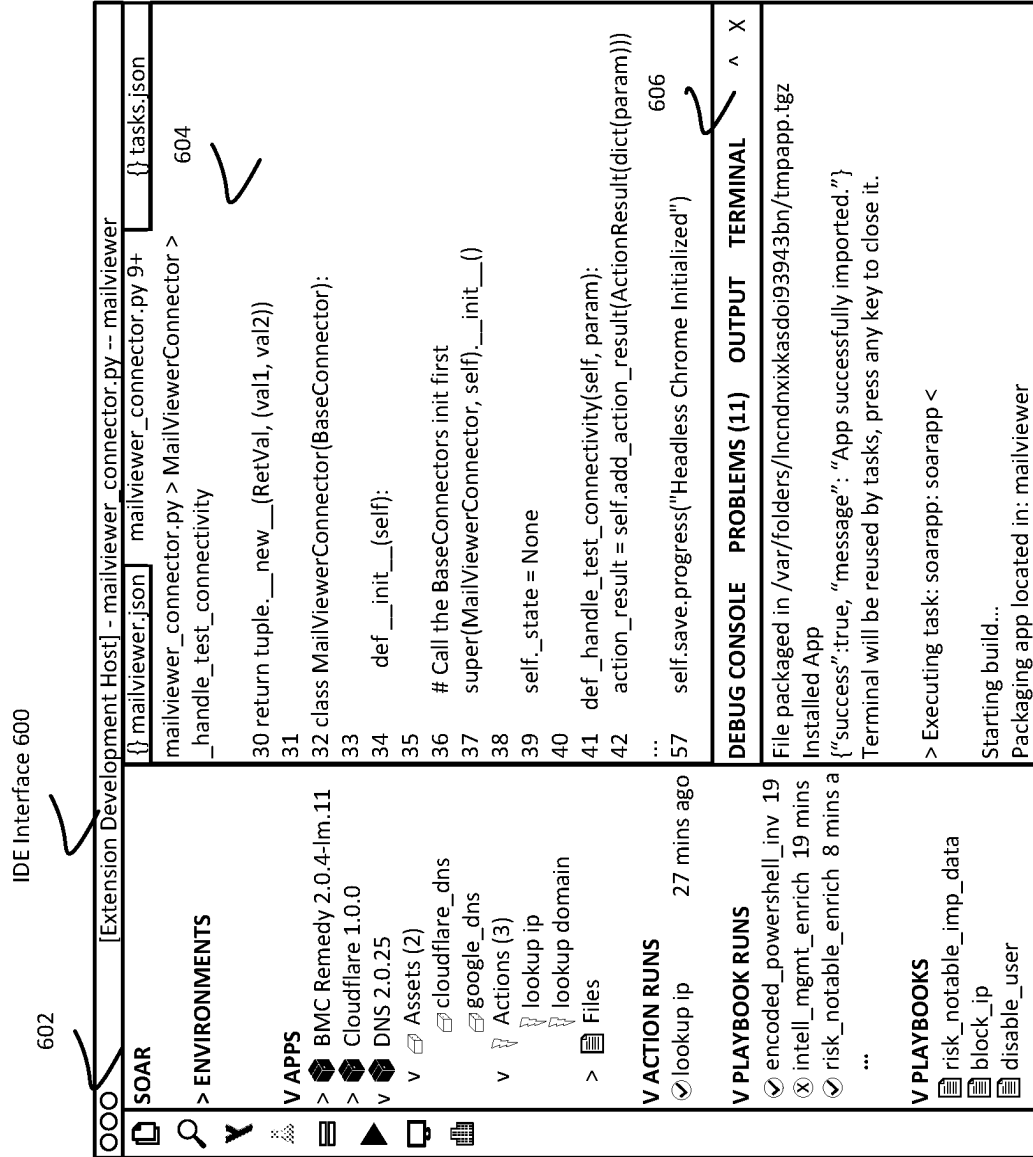 IDE Interface 600
602
OOO [Extension Development Host] - mailviewer_connector.py -- mailviewer
SOAR
> ENVIRONMENTS
V APPS
> BMC Remedy 2.0.4-lm.11
> Cloudflare 1.0.0
v DNS 2.0.25
v Assets (2)
cloudflare_dns
google_dns
v Actions (3)
lookup ip
lookup domain
> Files
V ACTION RUNS
lookup ip 27 mins ago
V PLAYBOOK RUNS
encoded_powershell_inv 19
intell_mgmt_enrich 19 mins
risk_notable_enrich 8 mins a
...
V PLAYBOOKS
risk_notable_imp_data
block_ip
disable_user
{} mailviewer.json mailviewer_connector.py 9+ {} tasks.json
604
mailviewer_connector.py > MailViewerConnector >
_handle_test_connectivity
30 return tuple.__new__(RetVal, (val1, val2))
31
32 class MailViewerConnector(BaseConnector):
33
34 def __init__(self):
35
36 # Call the BaseConnectors init first
37 super(MailViewerConnector, self).__init__()
38
39 self._state = None
40
41 def _handle_test_connectivity(self, param):
42 action_result = self.add_action_result(ActionResult(dict(param)))
...
57 self.save.progress("Headless Chrome Initialized")
606
DEBUG CONSOLE PROBLEMS (11) OUTPUT TERMINAL ^ X
File packaged in /var/folders/lncndnxixkasdoi93943bn/tmpapp.tgz
Installed App
{“success”:true, “message”: “App successfully imported.”}
Terminal will be reused by tasks, press any key to close it.
> Executing task: soarapp: soarapp <
Starting build...
Packaging app located in: mailviewer